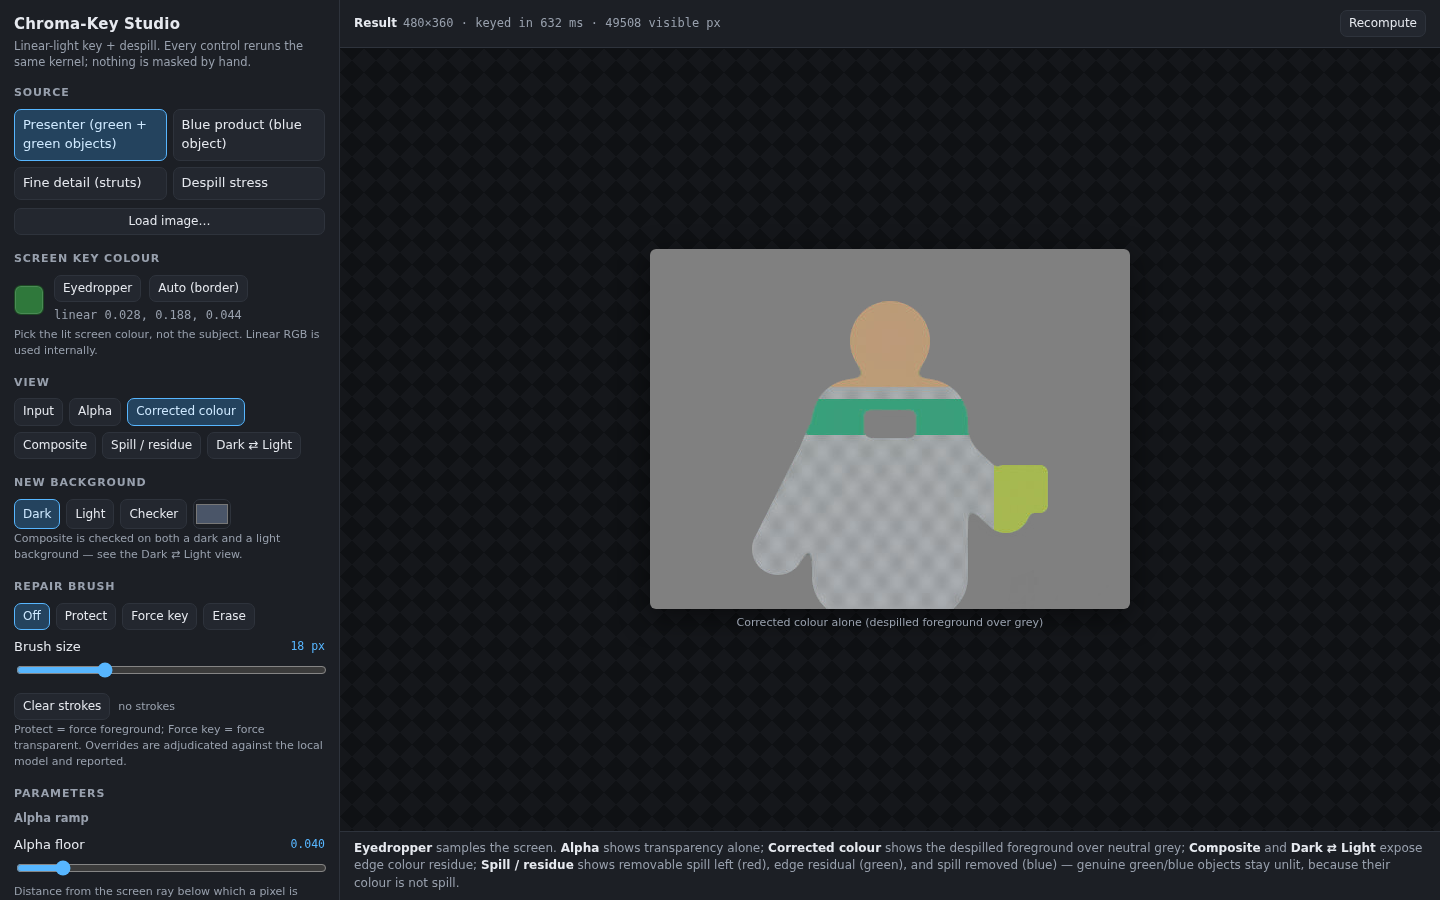 Chroma-Key Studio
Linear-light key + despill. Every control reruns the
same kernel; nothing is masked by hand.
SOURCE
Presenter (green +
green objects)
Blue product (blue
object)
Fine detail (struts)
Despill stress
Load image…
SCREEN KEY COLOUR
Eyedropper
Auto (border)
linear 0.028, 0.188, 0.044
Pick the lit screen colour, not the subject. Linear RGB is
used internally.
VIEW
Input
Alpha
Corrected colour
Composite
Spill / residue
Dark ⇄ Light
NEW BACKGROUND
Dark
Light
Checker
Composite is checked on both a dark and a light
background — see the Dark ⇄ Light view.
REPAIR BRUSH
Off
Protect
Force key
Erase
Brush size
18 px
Clear strokes
no strokes
Protect = force foreground; Force key = force
transparent. Overrides are adjudicated against the local
model and reported.
PARAMETERS
Alpha ramp
Alpha floor
0.040
Distance from the screen ray below which a pixel is
Result 480×360 · keyed in 632 ms · 49508 visible px
Recompute
Corrected colour alone (despilled foreground over grey)
Eyedropper samples the screen. Alpha shows transparency alone; Corrected colour shows the despilled foreground over neutral grey; Composite and Dark ⇄ Light expose
edge colour residue; Spill / residue shows removable spill left (red), edge residual (green), and spill removed (blue) — genuine green/blue objects stay unlit, because their
colour is not spill.